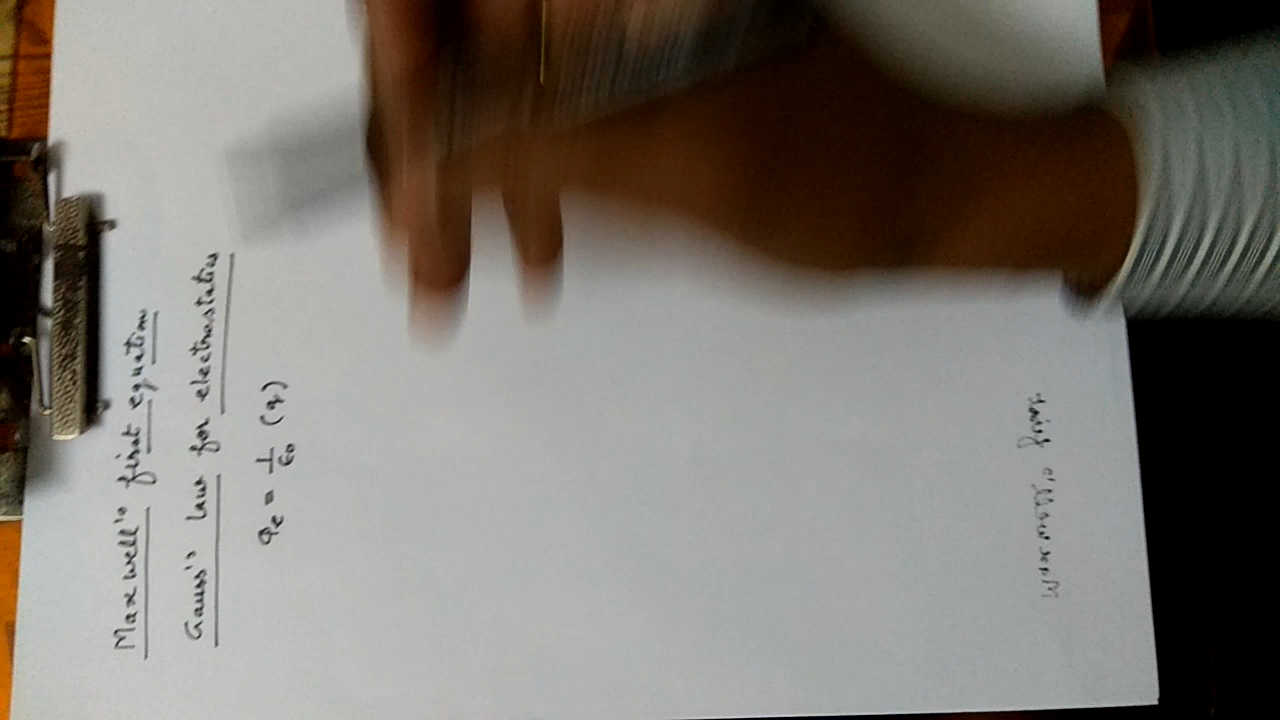 Maxwell's first equation
Gauss's law for electrostatics
φe = 1/ε0 (q)
Maxwell's first